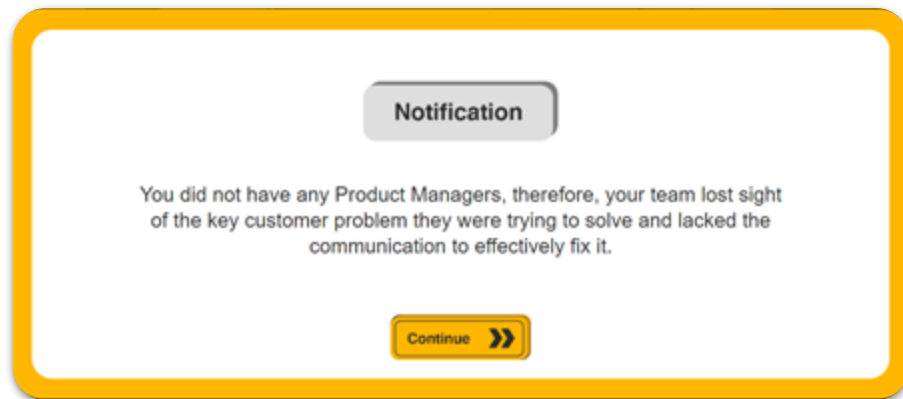 Notification
You did not have any Product Managers, therefore, your team lost sight
of the key customer problem they were trying to solve and lacked the
communication to effectively fix it.
Continue